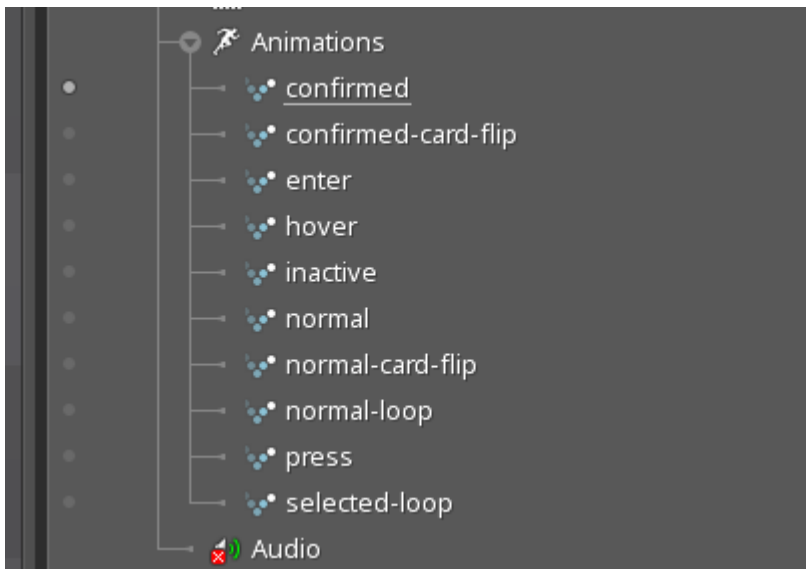 Animations
confirmed
confirmed-card-flip
enter
hover
inactive
normal
normal-card-flip
normal-loop
press
selected-loop
Audio